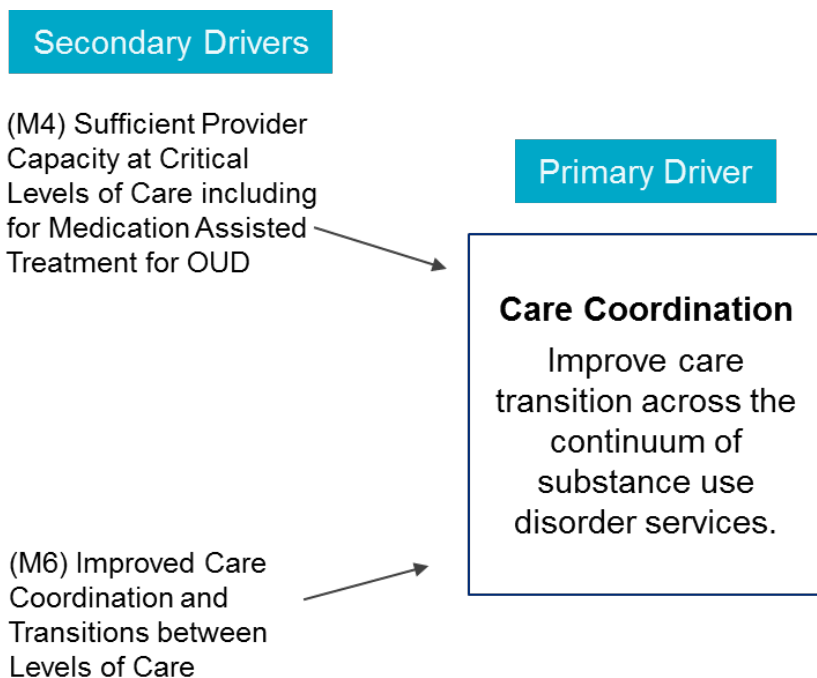 Secondary Drivers
(M4) Sufficient Provider
Capacity at Critical
Levels of Care including
for Medication Assisted
Treatment for OUD
Primary Driver
Care Coordination
Improve care
transition across the
continuum of
substance use
disorder services.
(M6) Improved Care
Coordination and
Transitions between
Levels of Care